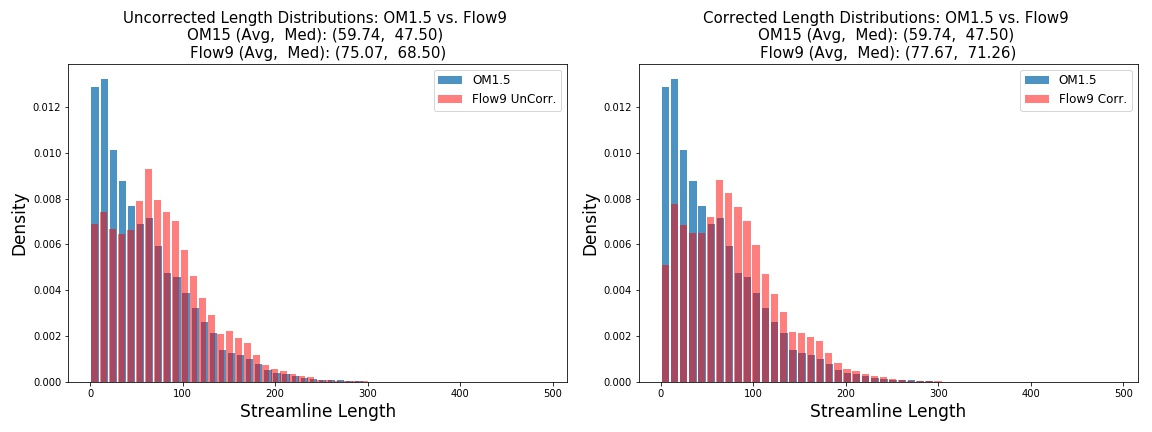 Uncorrected Length Distributions: OM1.5 vs. Flow9
OM15 (Avg,  Med): (59.74,  47.50)
Flow9 (Avg,  Med): (75.07,  68.50)
OM1.5
Flow9 UnCorr.
Density
0.012
0.010
0.008
0.006
0.004
0.002
0.000
0
100
200
300
400
500
Streamline Length
Corrected Length Distributions: OM1.5 vs. Flow9
OM15 (Avg,  Med): (59.74,  47.50)
Flow9 (Avg,  Med): (77.67,  71.26)
OM1.5
Flow9 Corr.
Density
0.012
0.010
0.008
0.006
0.004
0.002
0.000
0
100
200
300
400
500
Streamline Length